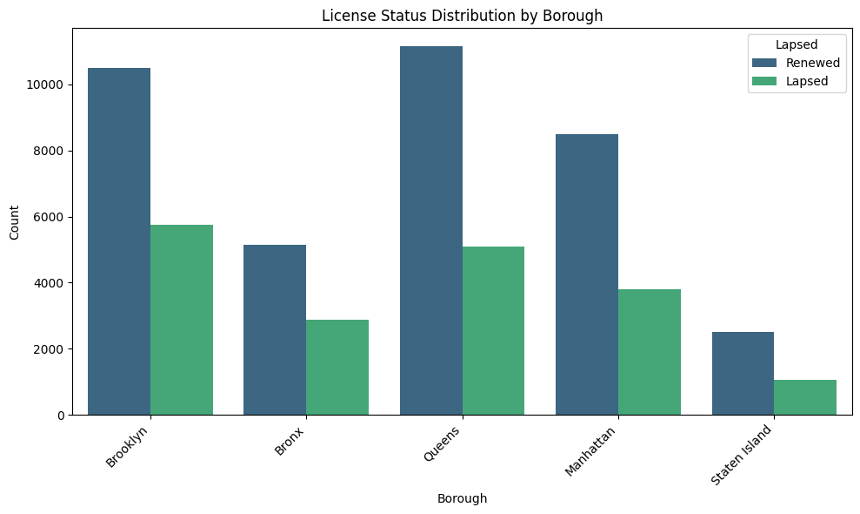 License Status Distribution by Borough
Lapsed
Renewed
Lapsed
10000
8000
6000
4000
2000
0
Count
Brooklyn
Bronx
Queens
Manhattan
Staten Island
Borough